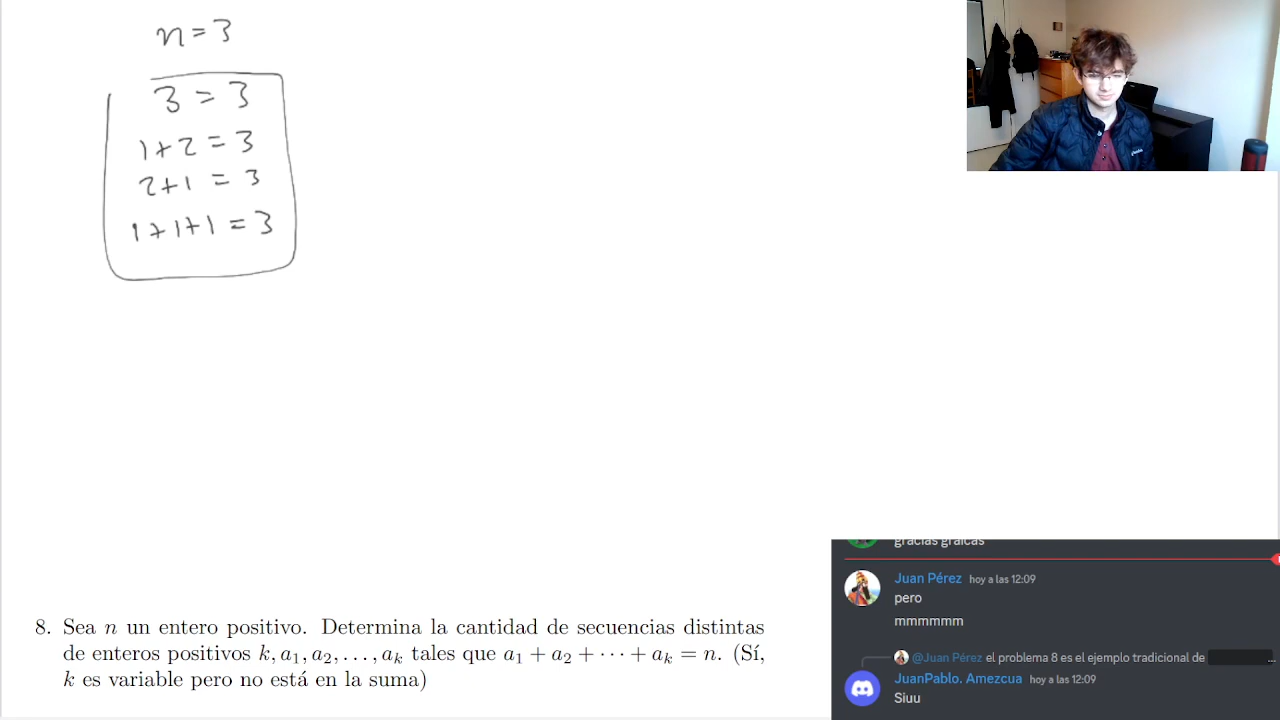 n = 3
3 = 3
1+2 = 3
2+1 = 3
1+1+1 = 3
8. Sea n un entero positivo. Determina la cantidad de secuencias distintas
de enteros positivos k, a₁, a₂, . . . , aₖ tales que a₁ + a₂ + · · · + aₖ = n. (Sí,
k es variable pero no está en la suma)
gracias graicas
Juan Pérez hoy a las 12:09
pero
mmmmmm
@Juan Pérez el problema 8 es el ejemplo tradicional de ...
JuanPablo. Amezcua hoy a las 12:09
Siuu